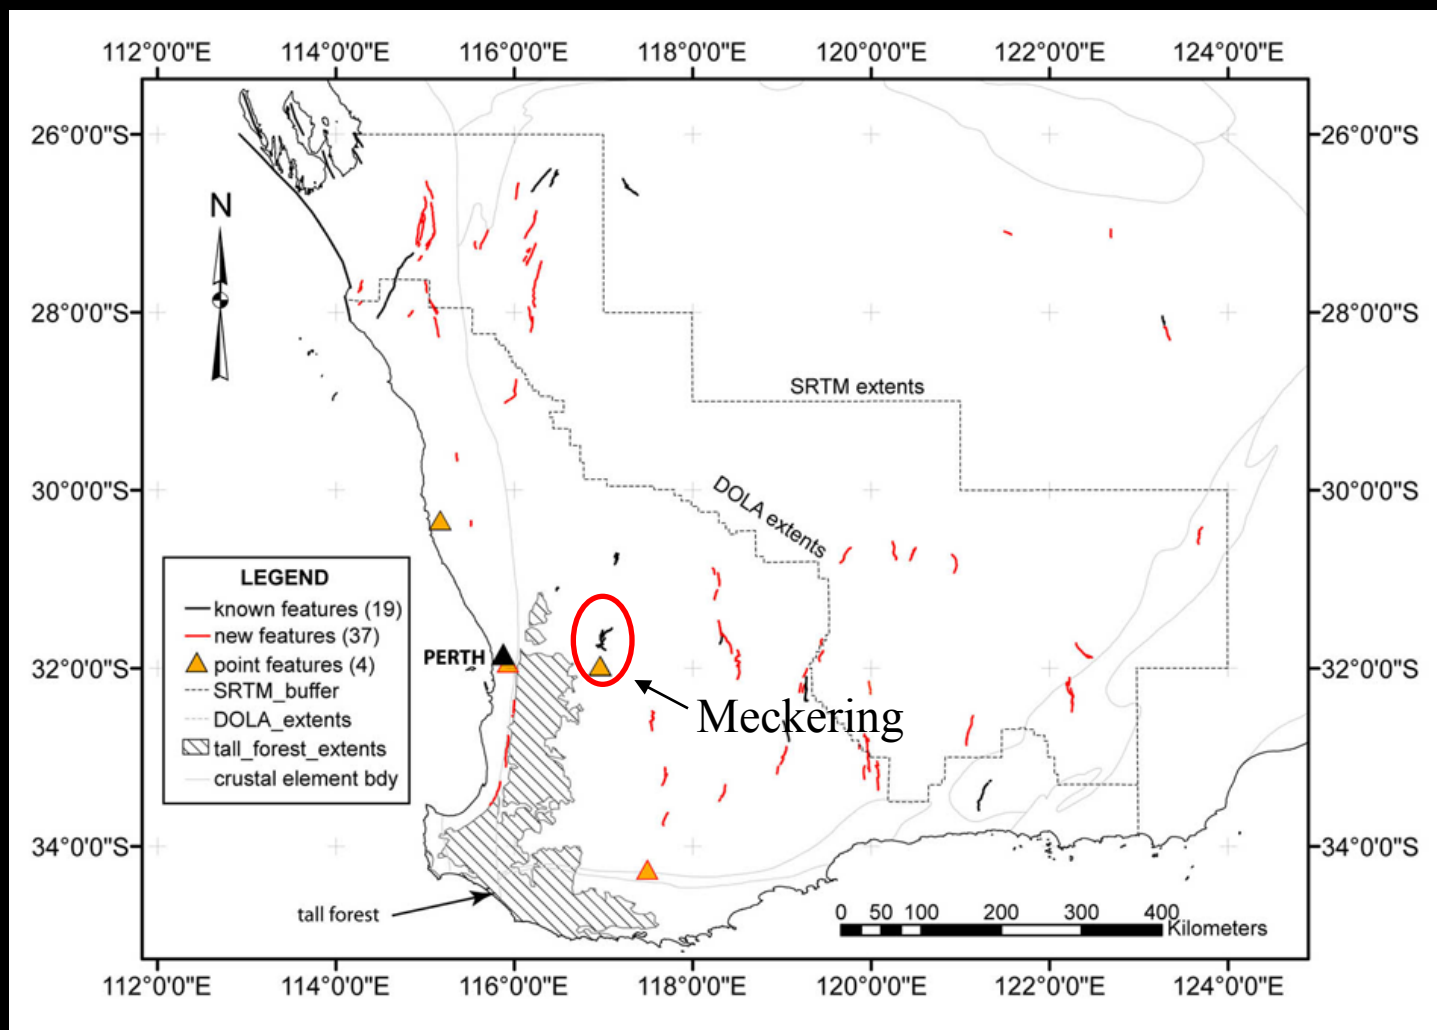 112°0'0"E 114°0'0"E 116°0'0"E 118°0'0"E 120°0'0"E 122°0'0"E 124°0'0"E
26°0'0"S 26°0'0"S
N
28°0'0"S 28°0'0"S
SRTM extents
30°0'0"S 30°0'0"S
DOLA extents
LEGEND
known features (19)
new features (37)
point features (4)
SRTM_buffer
DOLA_extents
tall_forest_extents
crustal element bdy
PERTH
32°0'0"S 32°0'0"S
Meckering
34°0'0"S 34°0'0"S
tall forest
0 50 100 200 300 400
Kilometers
112°0'0"E 114°0'0"E 116°0'0"E 118°0'0"E 120°0'0"E 122°0'0"E 124°0'0"E